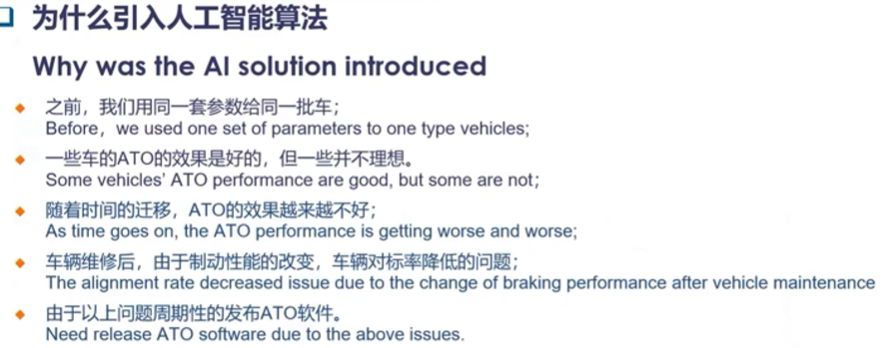 为什么引入人工智能算法
Why was the AI solution introduced
之前，我们用同一套参数给同一批车；
Before，we used one set of parameters to one type vehicles;
一些车的ATO的效果是好的，但一些并不理想。
Some vehicles' ATO performance are good, but some are not;
随着时间的迁移，ATO的效果越来越不好；
As time goes on, the ATO performance is getting worse and worse;
车辆维修后，由于制动性能的改变，车辆对标率降低的问题；
The alignment rate decreased issue due to the change of braking performance after vehicle maintenance
由于以上问题周期性的发布ATO软件。
Need release ATO software due to the above issues.